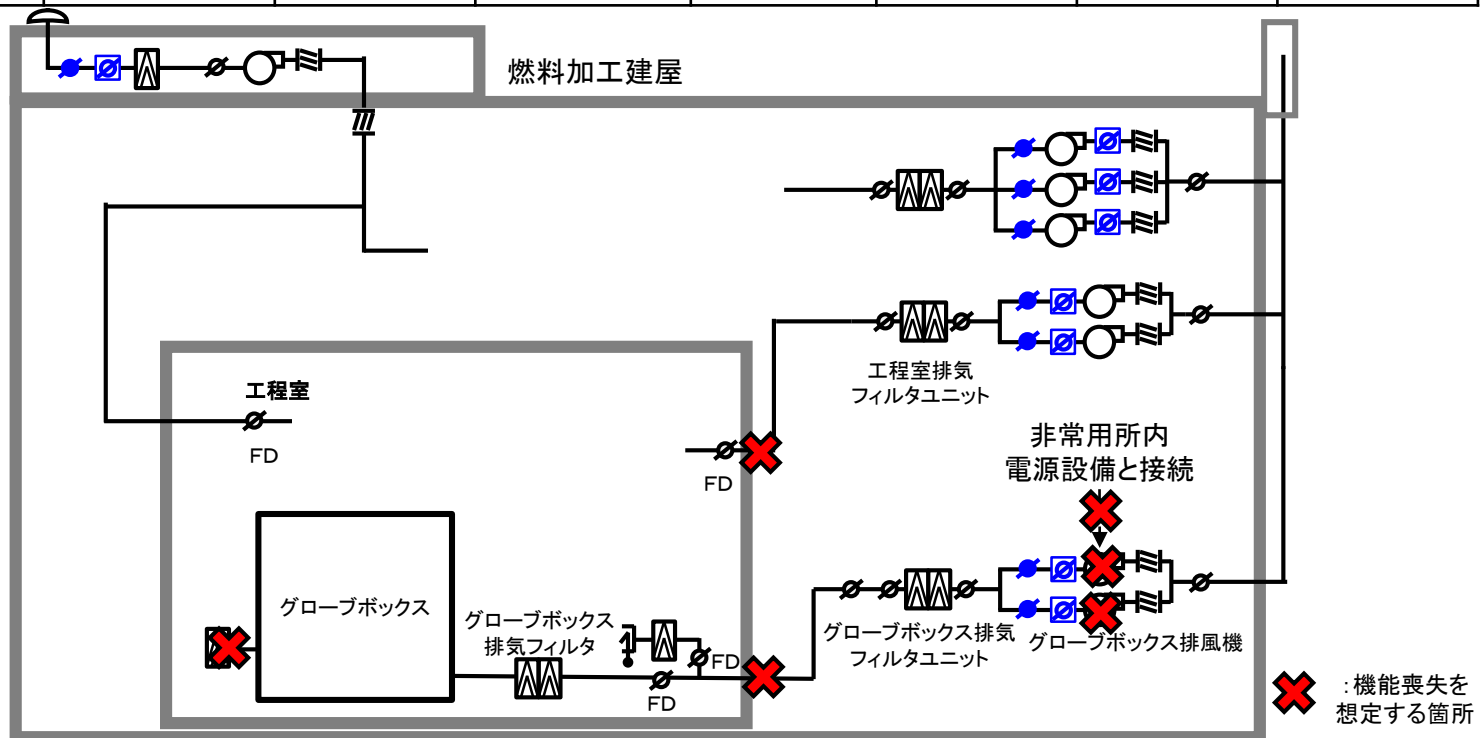 燃料加工建屋
工程室排気
フィルタユニット
工程室
FD
FD
非常用所内
電源設備と接続
グローブボックス
グローブボックス
排気フィルタ
FD
FD
グローブボックス排気
フィルタユニット
グローブボックス排風機
:機能喪失を
想定する箇所